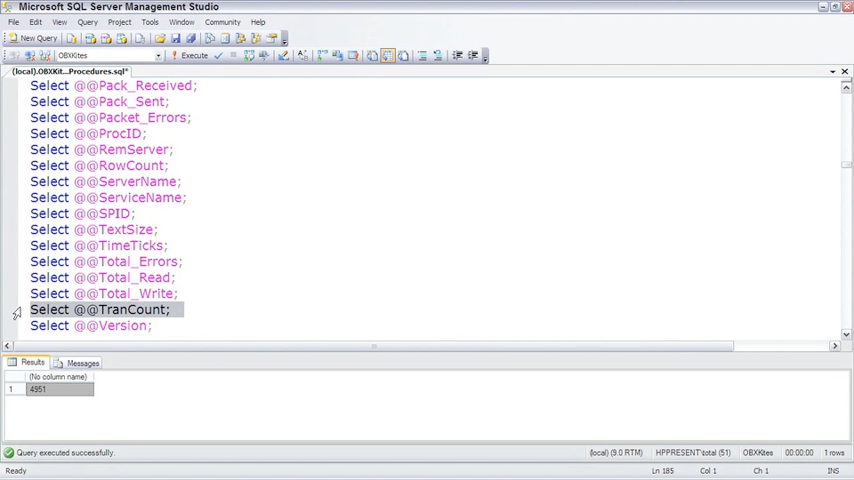 Microsoft SQL Server Management Studio
File Edit View Query Project Tools Window Community Help
New Query
OBXKites Execute
(local).OBXKit...Procedures.sql*
Select @@Pack_Received;
Select @@Pack_Sent;
Select @@Packet_Errors;
Select @@ProcID;
Select @@RemServer;
Select @@RowCount;
Select @@ServerName;
Select @@ServiceName;
Select @@SPID;
Select @@TextSize;
Select @@TimeTicks;
Select @@Total_Errors;
Select @@Total_Read;
Select @@Total_Write;
Select @@TranCount;
Select @@Version;
Results Messages
(No column name)
1 4951
Query executed successfully. (local) (9.0 RTM) HPPRESENT\total (51) OBXKites 00:00:00 1 rows
Ready Ln 185 Col 1 Ch 1 INS